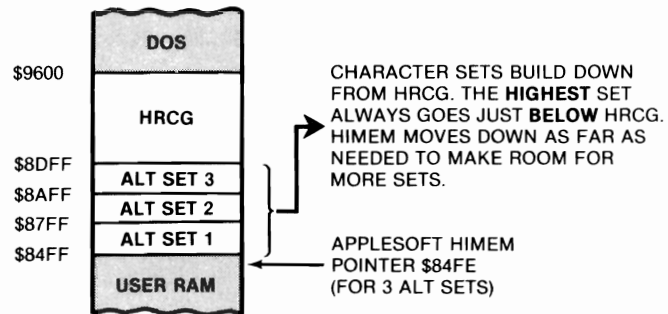 DOS
$9600
HRCG
$8DFF
ALT SET 3
$8AFF
ALT SET 2
$87FF
ALT SET 1
$84FF
USER RAM
CHARACTER SETS BUILD DOWN
FROM HRCG. THE HIGHEST SET
ALWAYS GOES JUST BELOW HRCG.
HIMEM MOVES DOWN AS FAR AS
NEEDED TO MAKE ROOM FOR
MORE SETS.
APPLESOFT HIMEM
POINTER $84FE
(FOR 3 ALT SETS)